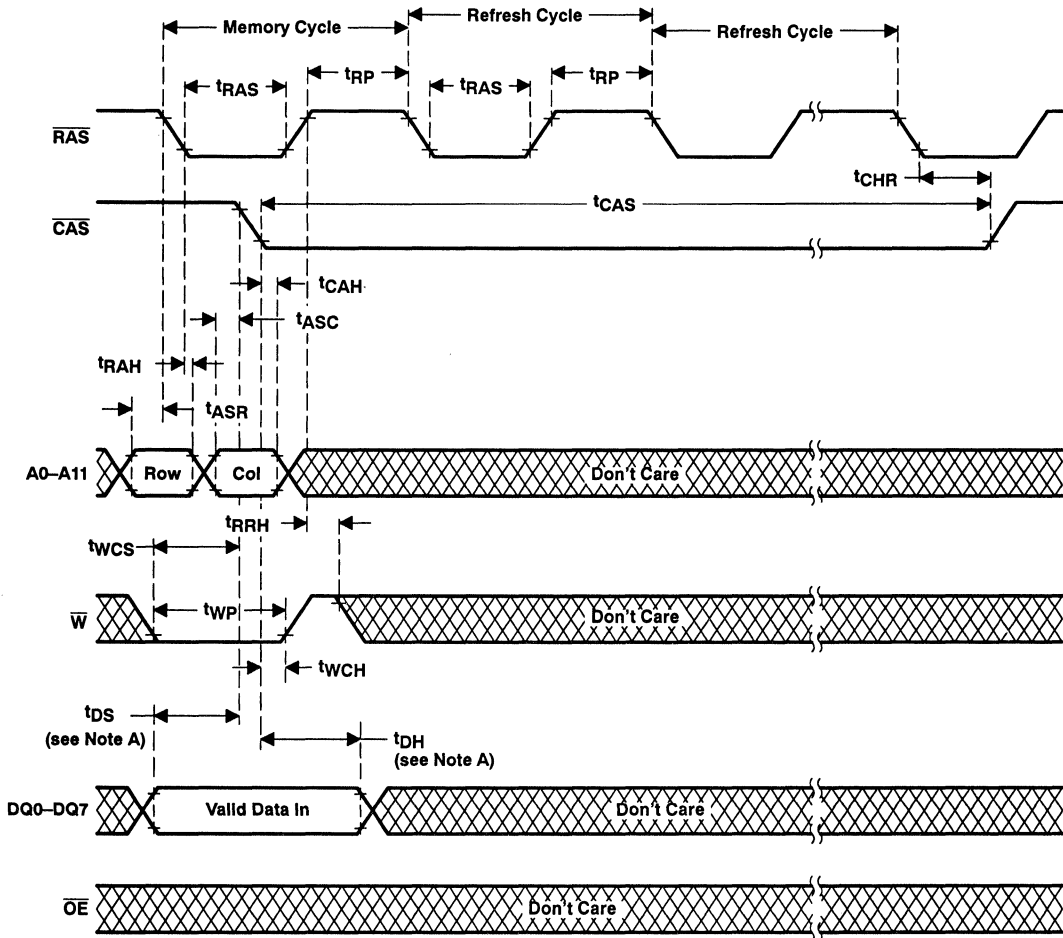 Memory Cycle
Refresh Cycle
Refresh Cycle
tRAS
tRP
tRAS
tRP
RAS
tCHR
tCAS
CAS
tCAH
tASC
tRAH
tASR
A0–A11
Row
Col
Don't Care
tRRH
tWCS
tWP
W
Don't Care
tWCH
tDS
(see Note A)
tDH
(see Note A)
DQ0–DQ7
Valid Data In
Don't Care
OE
Don't Care